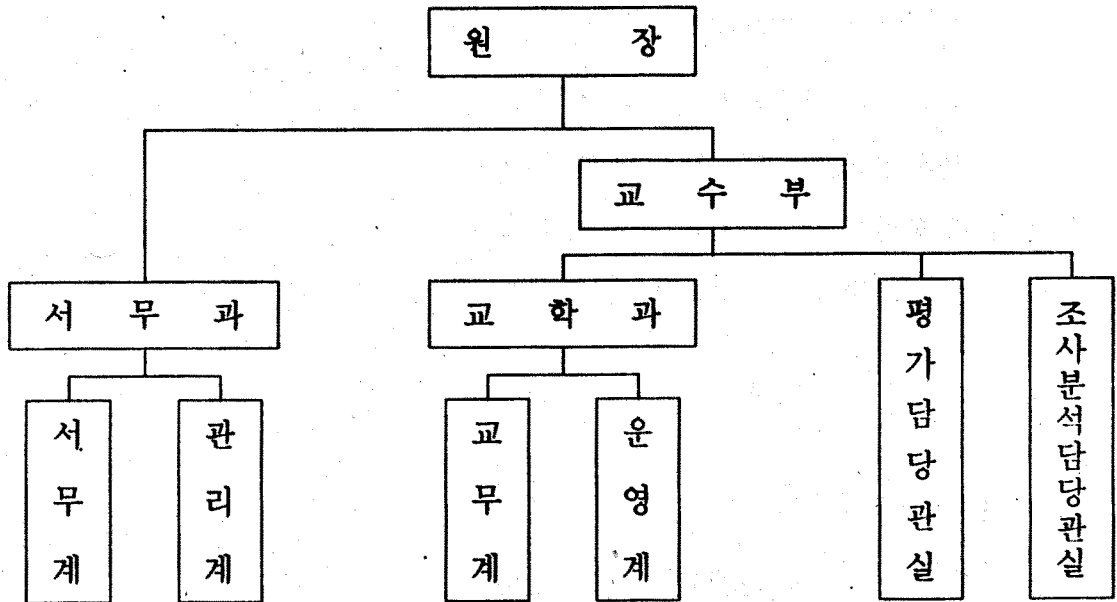 원 장
교 수 부
서 무 과
교 학 과
서무계
관리계
교무계
운영계
평가담당관실
조사분석담당관실